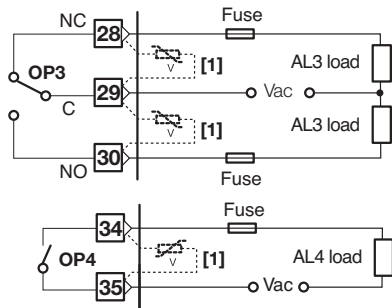 NC 28 Fuse
V [1] AL3 load
OP3 29 Vac
C
V [1] AL3 load
NO 30
Fuse
34 Fuse
OP4 V [1] AL4 load
35 Vac